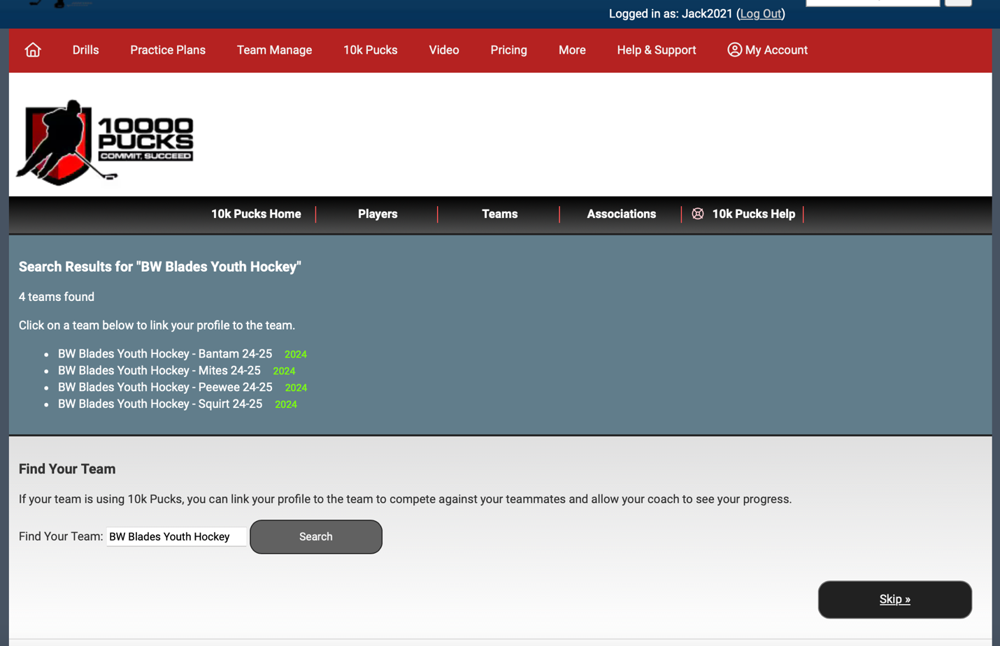 Logged in as: Jack2021 (Log Out)
Drills Practice Plans Team Manage 10k Pucks Video Pricing More Help & Support My Account
10000
PUCKS
COMMIT, SUCCEED
10k Pucks Home Players Teams Associations 10k Pucks Help
Search Results for "BW Blades Youth Hockey"
4 teams found
Click on a team below to link your profile to the team.
• BW Blades Youth Hockey - Bantam 24-25 2024
• BW Blades Youth Hockey - Mites 24-25 2024
• BW Blades Youth Hockey - Peewee 24-25 2024
• BW Blades Youth Hockey - Squirt 24-25 2024
Find Your Team
If your team is using 10k Pucks, you can link your profile to the team to compete against your teammates and allow your coach to see your progress.
Find Your Team: BW Blades Youth Hockey Search
Skip »